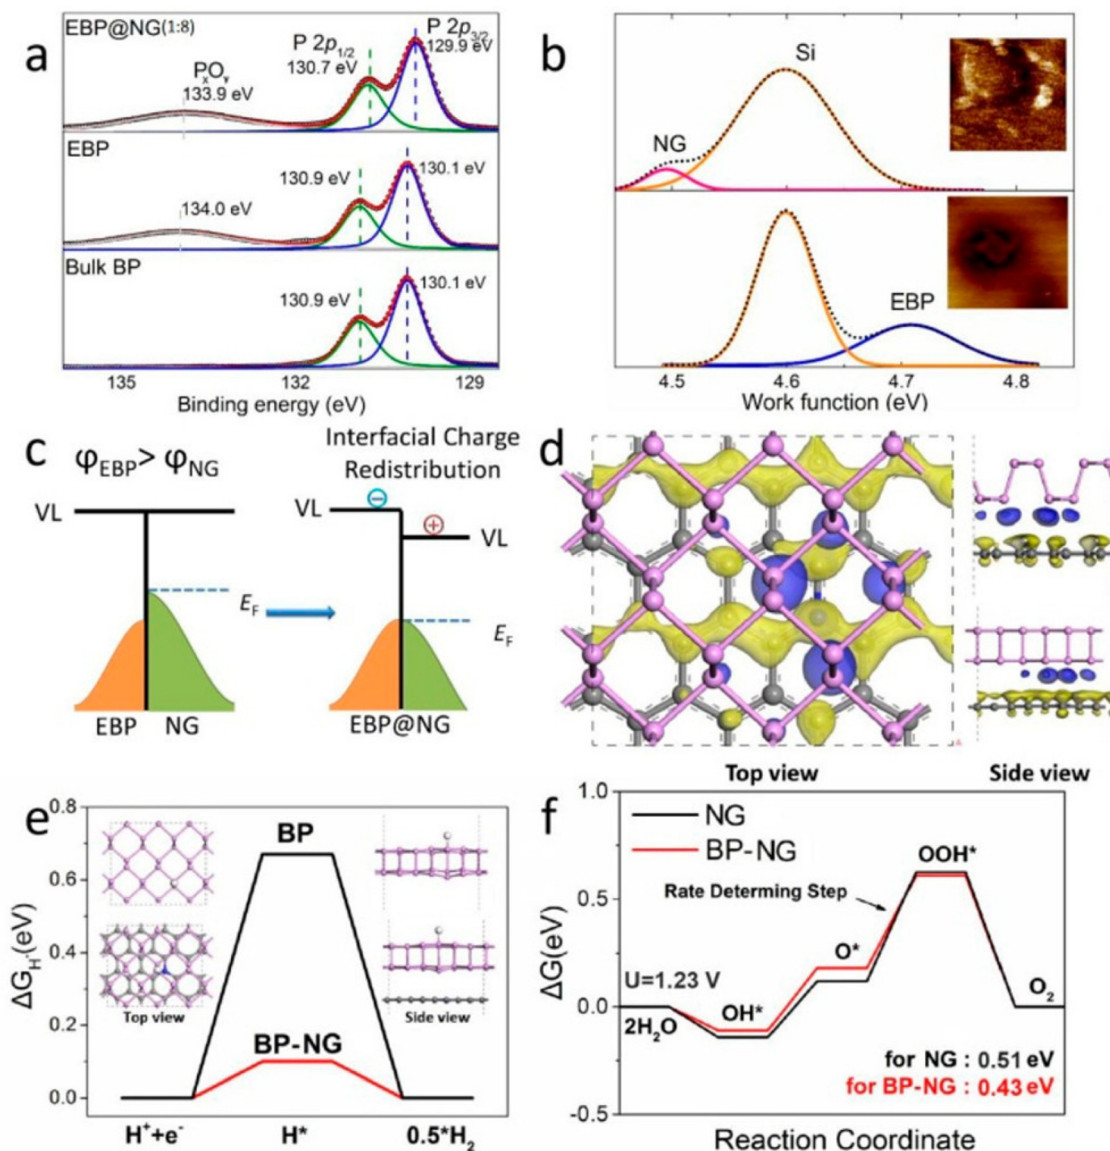 a
EBP@NG(1:8)
P 2p1/2
130.7 eV
P 2p3/2
129.9 eV
PxOy
133.9 eV
EBP
130.9 eV
130.1 eV
134.0 eV
Bulk BP
130.9 eV
130.1 eV
135
132
129
Binding energy (eV)
b
Si
NG
EBP
4.5
4.6
4.7
4.8
Work function (eV)
c
φEBP> φNG
Interfacial Charge
Redistribution
VL
−
VL
+
VL
EF
EF
EBP
NG
EBP@NG
d
Top view
Side view
e
0.8
0.6
0.4
0.2
0.0
ΔGH*(eV)
BP
BP-NG
Top view
Side view
H⁺+e⁻
H*
0.5*H2
f
1.0
0.5
0.0
-0.5
ΔG(eV)
NG
BP-NG
Rate Determing Step
OOH*
O*
U=1.23 V
OH*
2H2O
O2
for NG : 0.51 eV
for BP-NG : 0.43 eV
Reaction Coordinate